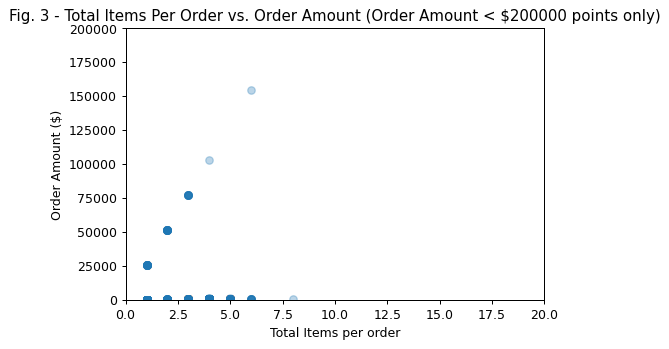 Fig. 3 - Total Items Per Order vs. Order Amount (Order Amount < $200000 points only)
200000
175000
150000
125000
100000
75000
50000
25000
0
Order Amount ($)
0.0 2.5 5.0 7.5 10.0 12.5 15.0 17.5 20.0
Total Items per order